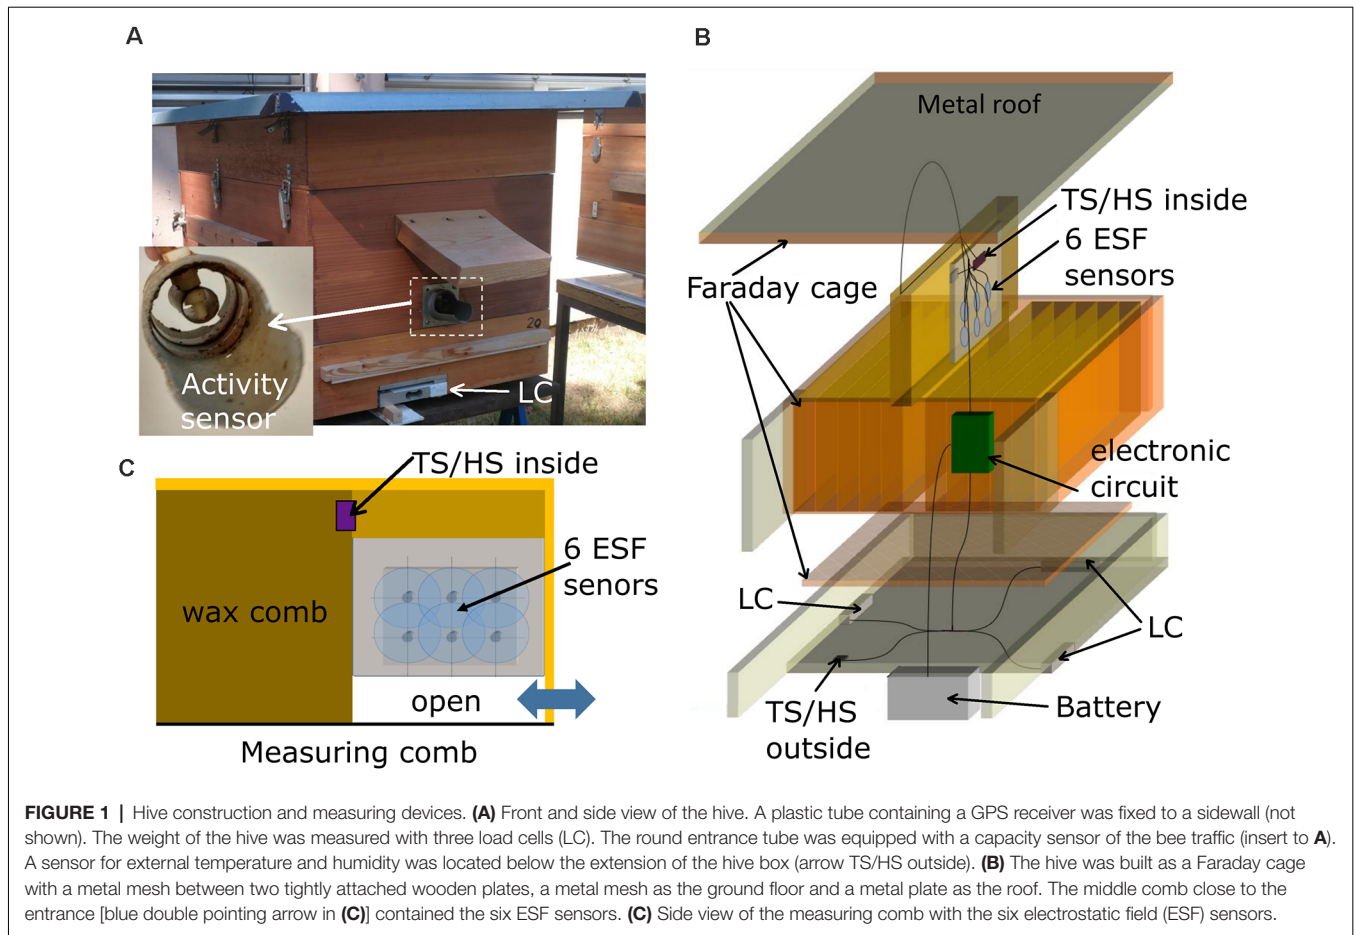 A
B
Metal roof
TS/HS inside
6 ESF
sensors
Faraday cage
20
Activity
sensor
LC
C
TS/HS inside
electronic
circuit
6 ESF
senors
wax comb
LC
LC
open
TS/HS
outside
Battery
Measuring comb
FIGURE 1 | Hive construction and measuring devices. (A) Front and side view of the hive. A plastic tube containing a GPS receiver was fixed to a sidewall (not
shown). The weight of the hive was measured with three load cells (LC). The round entrance tube was equipped with a capacity sensor of the bee traffic (insert to A).
A sensor for external temperature and humidity was located below the extension of the hive box (arrow TS/HS outside). (B) The hive was built as a Faraday cage
with a metal mesh between two tightly attached wooden plates, a metal mesh as the ground floor and a metal plate as the roof. The middle comb close to the
entrance [blue double pointing arrow in (C)] contained the six ESF sensors. (C) Side view of the measuring comb with the six electrostatic field (ESF) sensors.